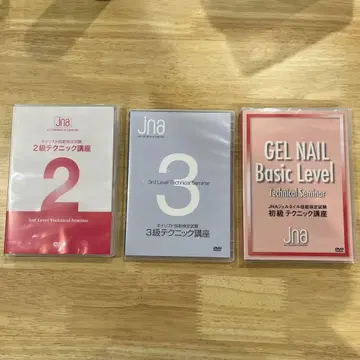 jna
ネイリスト技能検定試験
2級テクニック講座
2
3rd Level Technical Seminar
DVD
jna
3
3rd Level Technical Seminar
ネイリスト技能検定試験
3級テクニック講座
DVD
GEL NAIL
Basic Level
Technical Seminar
JNAジェルネイル技能検定試験
初級 テクニック講座
jna
DVD